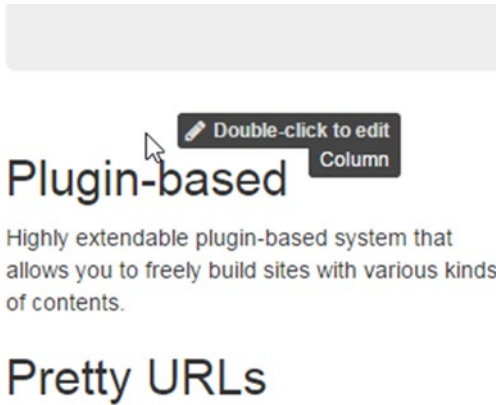 Double-click to edit
Column
Plugin-based
Highly extendable plugin-based system that
allows you to freely build sites with various kinds
of contents.
Pretty URLs